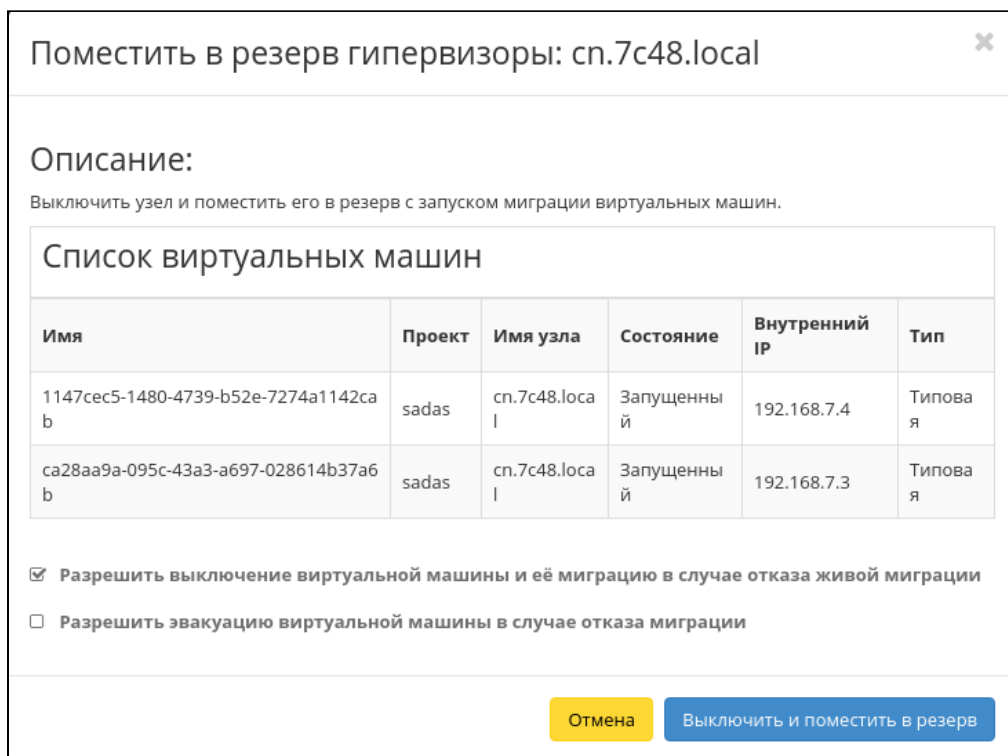 Поместить в резерв гипервизоры: cn.7c48.local
×
Описание:
Выключить узел и поместить его в резерв с запуском миграции виртуальных машин.
Список виртуальных машин
Имя Проект Имя узла Состояние Внутренний
IP Тип
1147cec5-1480-4739-b52e-7274a1142ca
b sadas cn.7c48.loca
l Запущенны
й 192.168.7.4 Типова
я
ca28aa9a-095c-43a3-a697-028614b37a6
b sadas cn.7c48.loca
l Запущенны
й 192.168.7.3 Типова
я
Разрешить выключение виртуальной машины и её миграцию в случае отказа живой миграции
Разрешить эвакуацию виртуальной машины в случае отказа миграции
Отмена Выключить и поместить в резерв